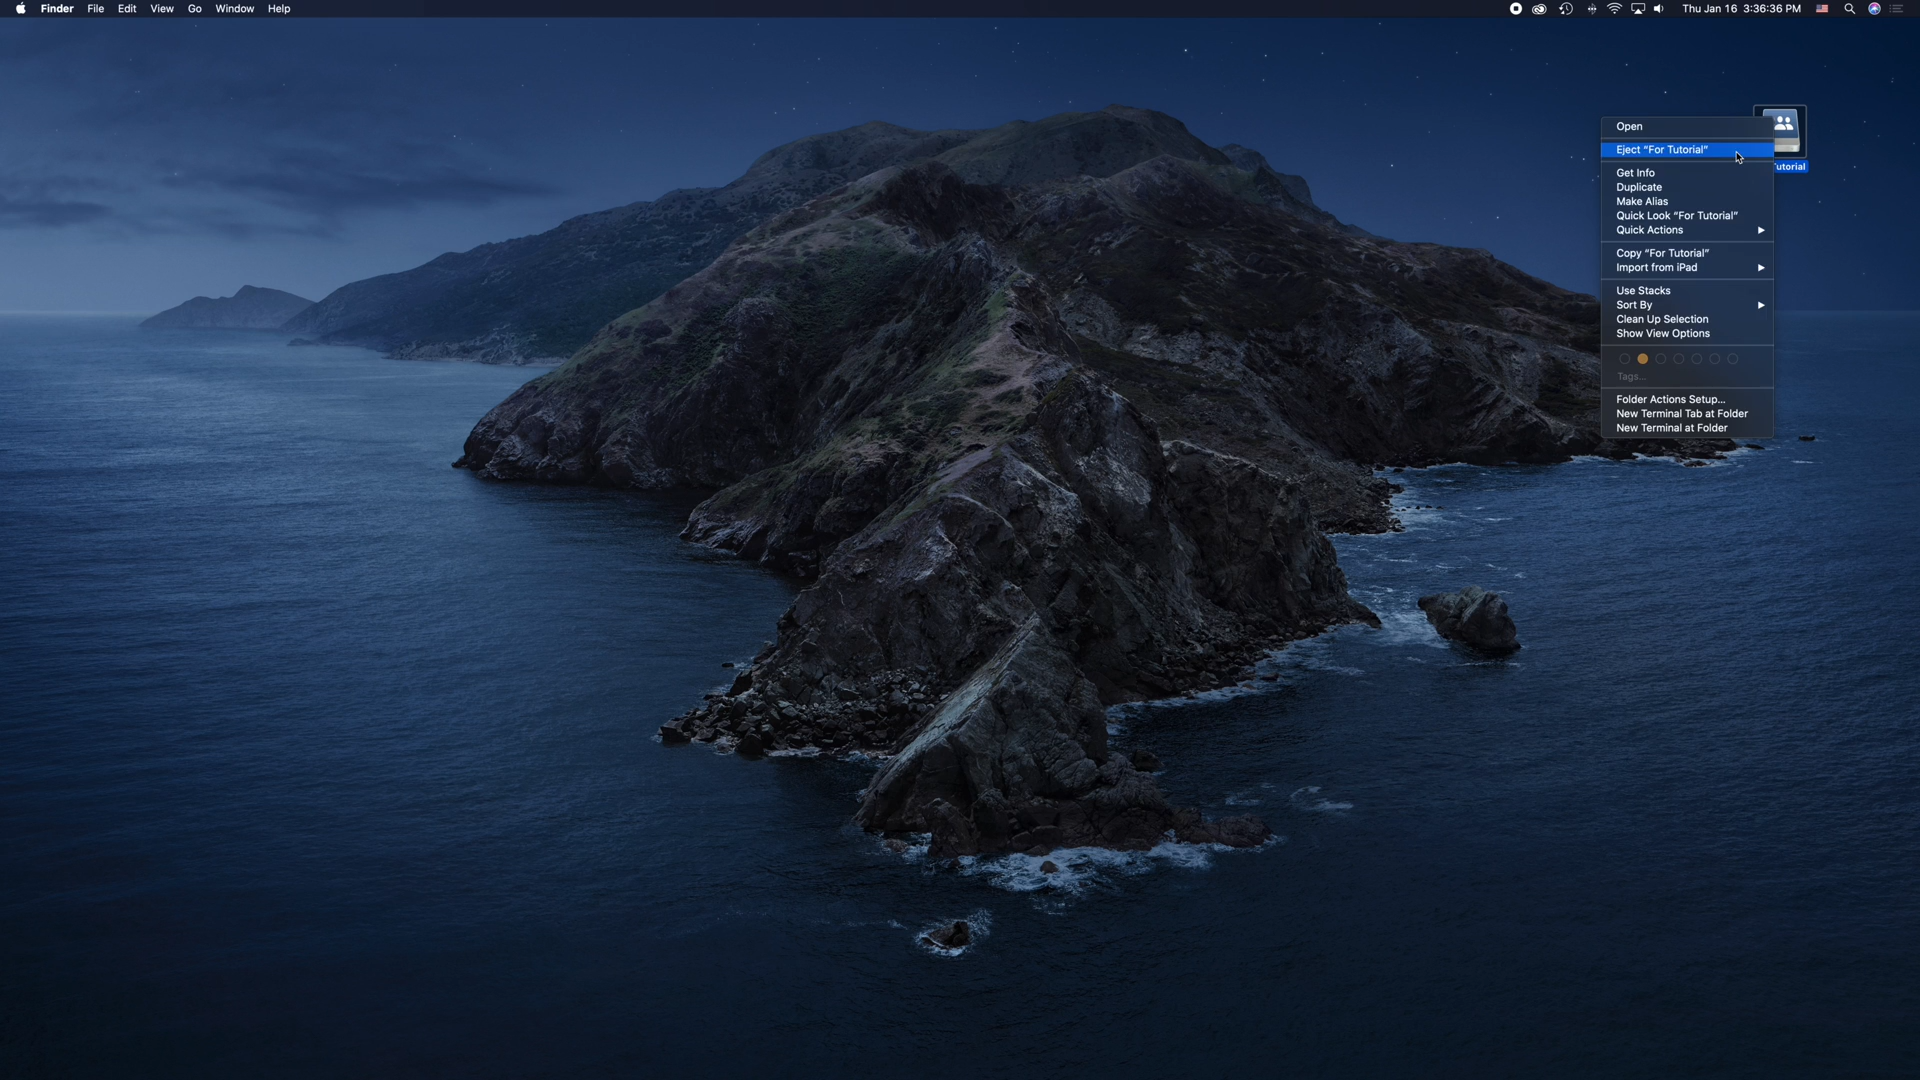 Finder File Edit View Go Window Help
Thu Jan 16 3:36:36 PM
Open
Eject “For Tutorial”
utorial
Get Info
Duplicate
Make Alias
Quick Look “For Tutorial”
Quick Actions
Copy “For Tutorial”
Import from iPad
Use Stacks
Sort By
Clean Up Selection
Show View Options
Tags...
Folder Actions Setup...
New Terminal Tab at Folder
New Terminal at Folder